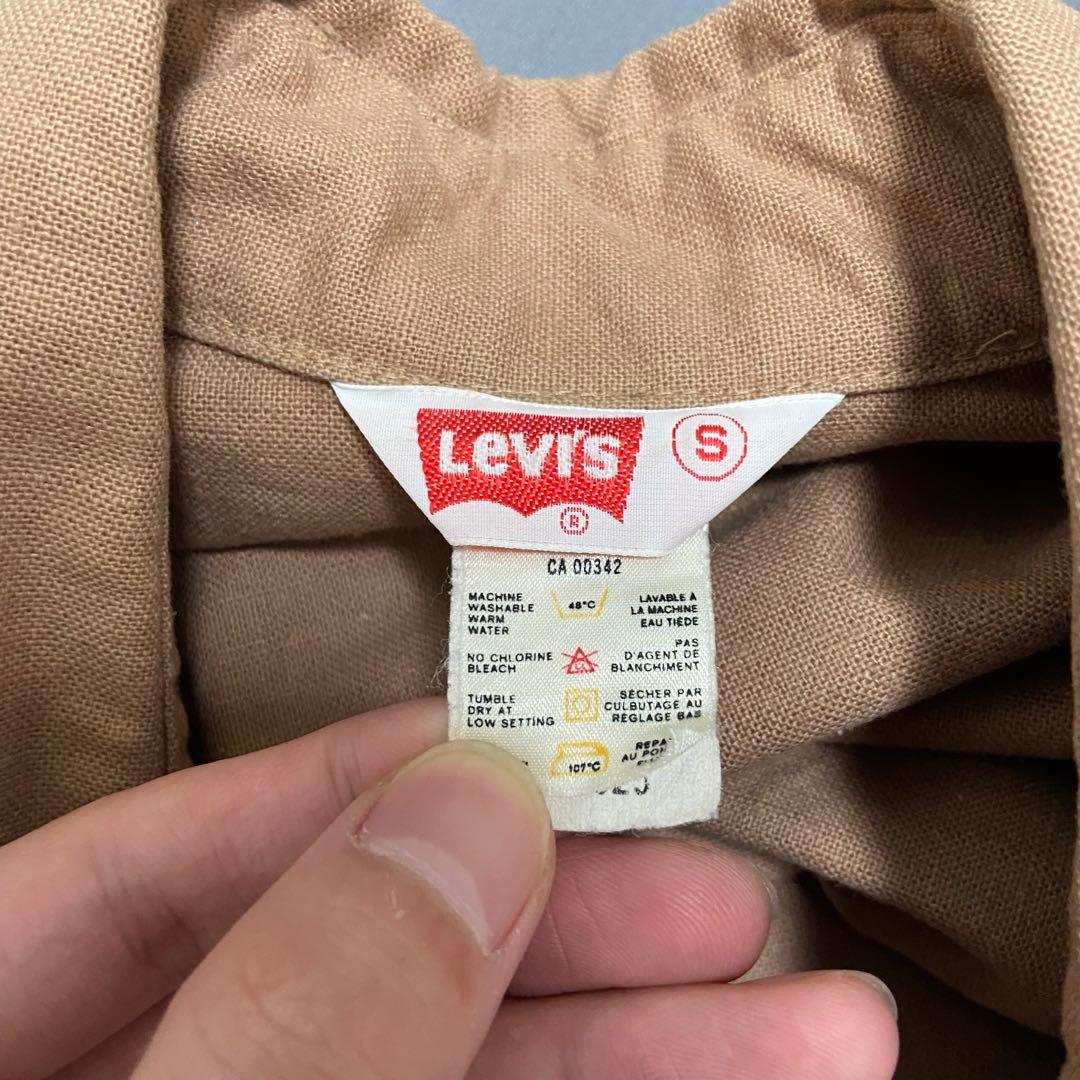 Levi's
®
S
CA 00342
MACHINE
WASHABLE
WARM
WATER
48°C
LAVABLE À
LA MACHINE
EAU TIÈDE
NO CHLORINE
BLEACH
PAS
D'AGENT DE
BLANCHIMENT
TUMBLE
DRY AT
LOW SETTING
SÉCHER PAR
CULBUTAGE AU
RÉGLAGE BAS
107°C
AU